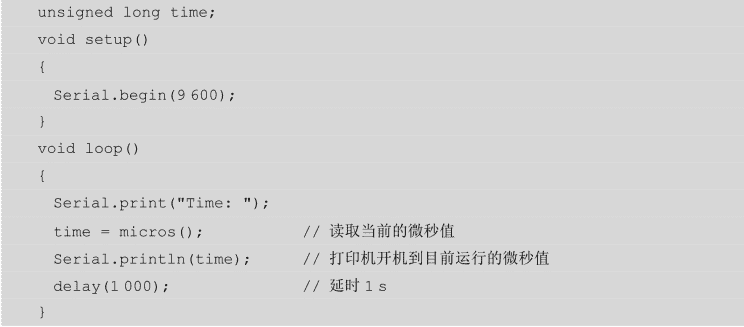 unsigned long time;
void setup()
{
Serial.begin(9 600);
}
void loop()
{
Serial.print("Time: ");
time = micros(); // 读取当前的微秒值
Serial.println(time); // 打印机开机到目前运行的微秒值
delay(1 000); // 延时 1 s
}